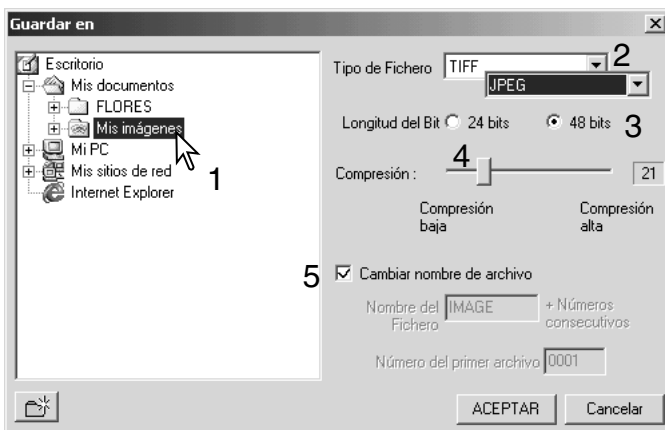 Guardar en
Escritorio
Mis documentos
FLORES
Mis imágenes
Mi PC
Mis sitios de red
Internet Explorer
1
Tipo de Fichero TIFF 2
JPEG
Longitud del Bit 24 bits 48 bits 3
4
Compresión : 21
Compresión baja
Compresión alta
5 Cambiar nombre de archivo
Nombre del Fichero IMAGE + Números consecutivos
Número del primer archivo 0001
ACEPTAR Cancelar